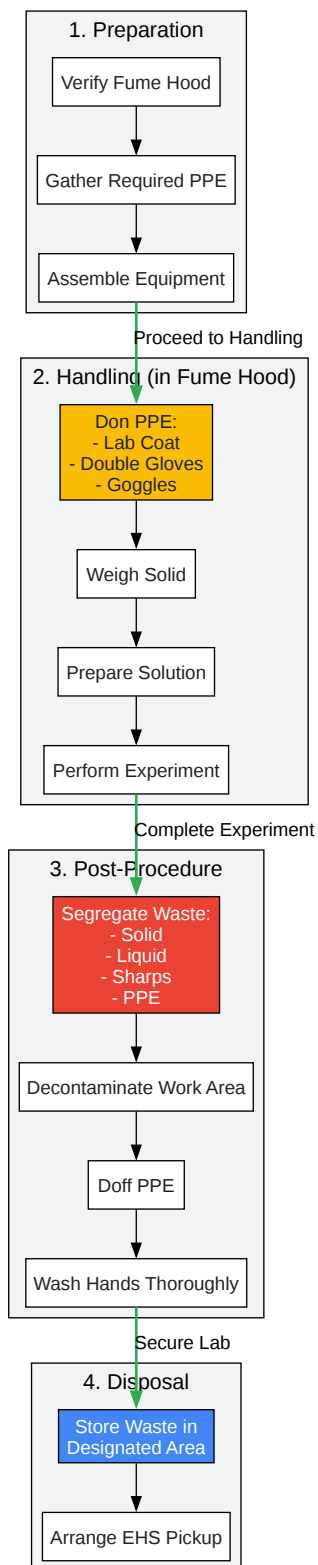 1. Preparation
Verify Fume Hood
Gather Required PPE
Assemble Equipment
Proceed to Handling
2. Handling (in Fume Hood)
Don PPE:
- Lab Coat
- Double Gloves
- Goggles
Weigh Solid
Prepare Solution
Perform Experiment
Complete Experiment
3. Post-Procedure
Segregate Waste:
- Solid
- Liquid
- Sharps
- PPE
Decontaminate Work Area
Doff PPE
Wash Hands Thoroughly
Secure Lab
4. Disposal
Store Waste in
Designated Area
Arrange EHS Pickup